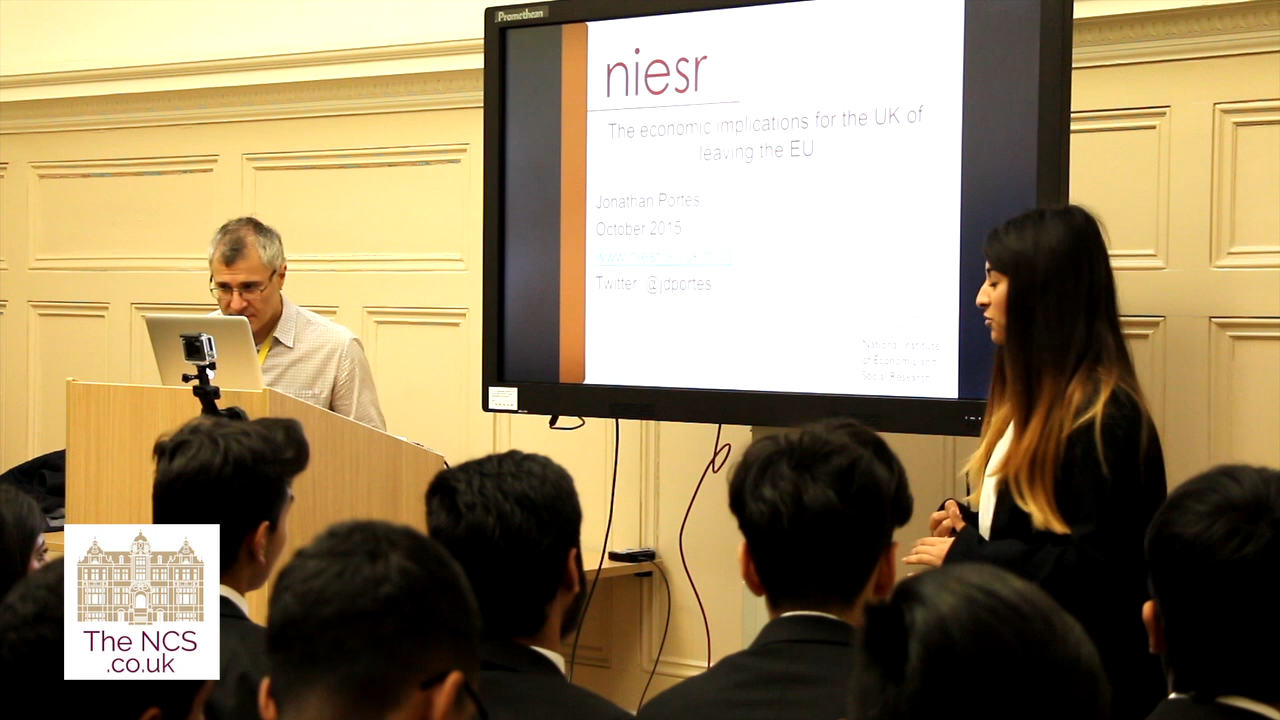 Promethean
niesr
The economic implications for the UK of
leaving the EU
Jonathan Portes
October 2015
Twitter @jdportes
National Institute
of Economic and
Social Research
The NCS
.co.uk